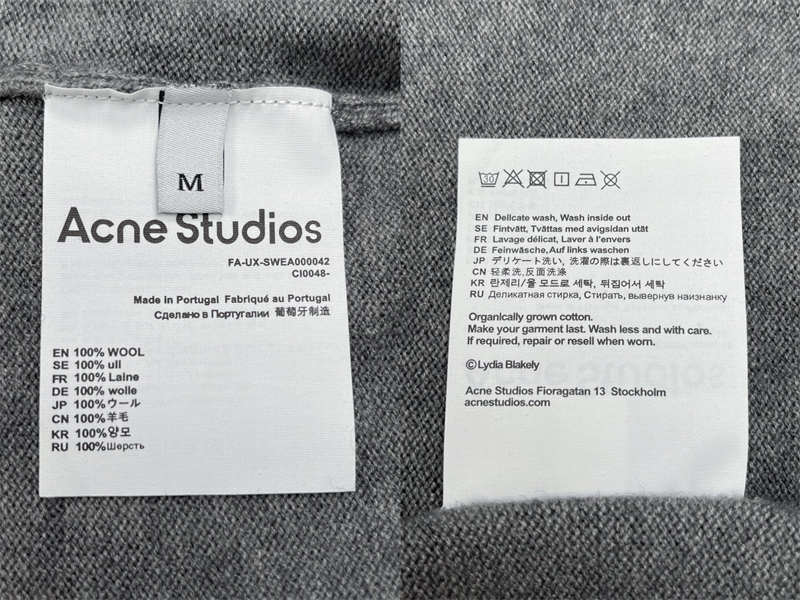 M
Acne Studios
FA-UX-SWEA000042
CI0048-
Made in Portugal Fabriqué au Portugal
Сделано в Португалии 葡萄牙制造
EN 100% WOOL
SE 100% ull
FR 100% Laine
DE 100% wolle
JP 100%ウール
CN 100%羊毛
KR 100%양모
RU 100%Шерсть
30
EN Delicate wash, Wash inside out
SE Fintvätt, Tvättas med avigsidan utåt
FR Lavage délicat, Laver à l'envers
DE Feinwäsche,Auf links waschen
JP デリケート洗い, 洗濯の際は裏返しにしてください
CN 轻柔洗,反面洗涤
KR 란제리/울 모드로 세탁, 뒤집어서 세탁
RU Деликатная стирка, Стирать, вывернув наизнанку
Organically grown cotton.
Make your garment last. Wash less and with care.
If required, repair or resell when worn.
©Lydia Blakely
Acne Studios Fioragatan 13 Stockholm
acnestudios.com